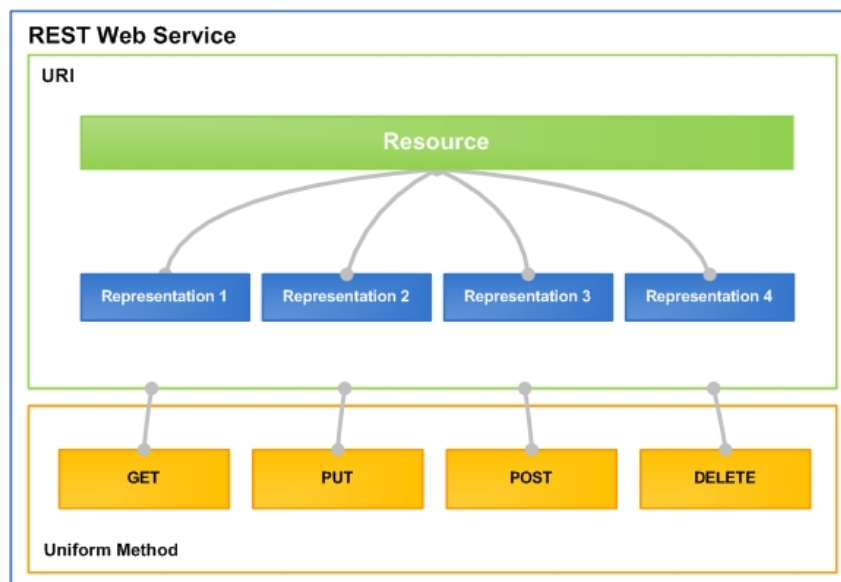 REST Web Service
URI
Resource
Representation 1
Representation 2
Representation 3
Representation 4
GET
PUT
POST
DELETE
Uniform Method